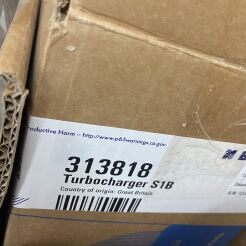 roductive Harm – http://www.p65warnings.ca.gov
313818
Turbocharger S1B
Country of origin: Great Britain